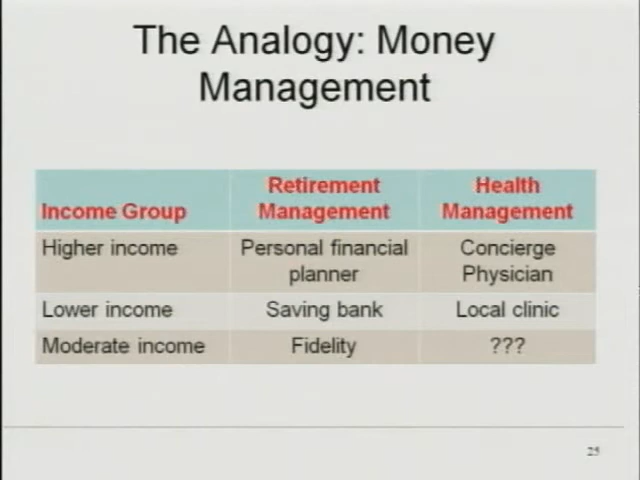 The Analogy: Money
Management
Income Group
Retirement
Management
Health
Management
Higher income
Personal financial
planner
Concierge
Physician
Lower income
Saving bank
Local clinic
Moderate income
Fidelity
???
25